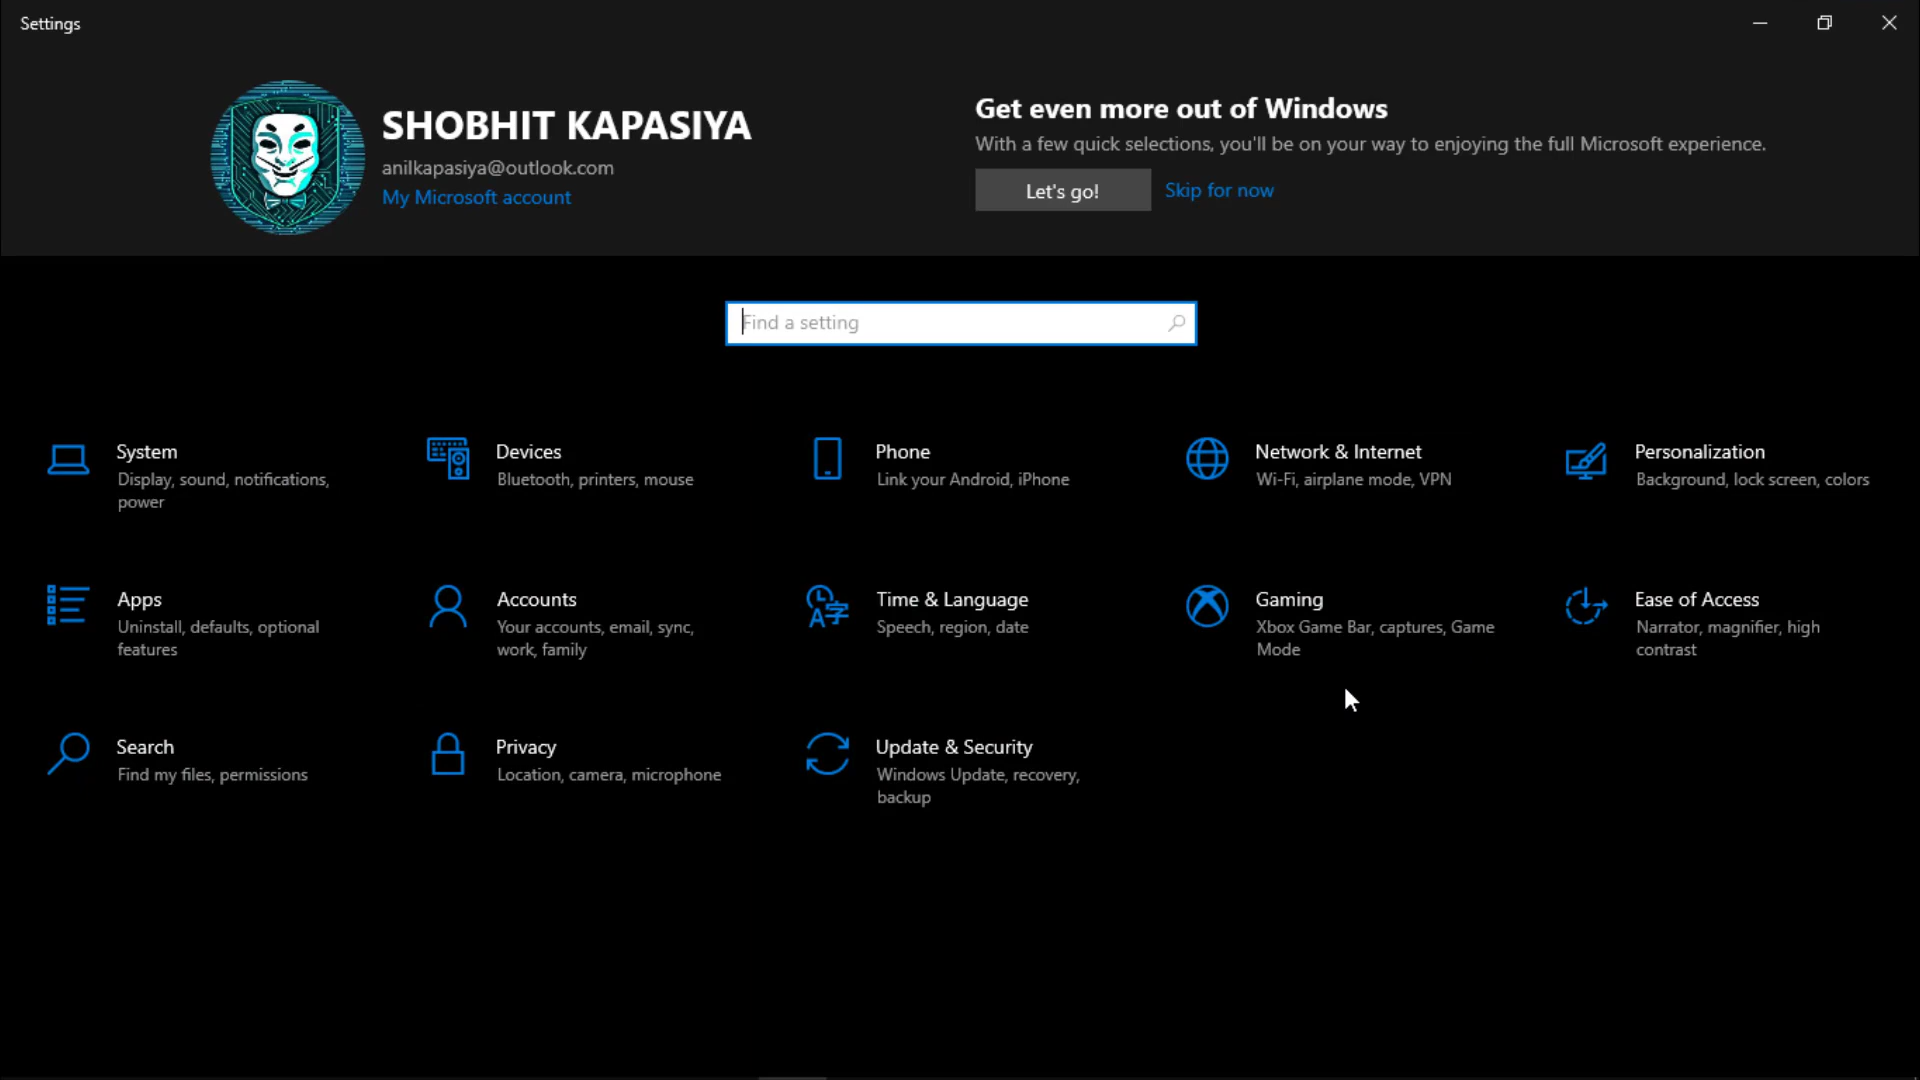 Settings
SHOBHIT KAPASIYA
anilkapasiya@outlook.com
My Microsoft account
Get even more out of Windows
With a few quick selections, you'll be on your way to enjoying the full Microsoft experience.
Let's go!
Skip for now
Find a setting
System
Display, sound, notifications,
power
Devices
Bluetooth, printers, mouse
Phone
Link your Android, iPhone
Network & Internet
Wi-Fi, airplane mode, VPN
Personalization
Background, lock screen, colors
Apps
Uninstall, defaults, optional
features
Accounts
Your accounts, email, sync,
work, family
Time & Language
Speech, region, date
Gaming
Xbox Game Bar, captures, Game
Mode
Ease of Access
Narrator, magnifier, high
contrast
Search
Find my files, permissions
Privacy
Location, camera, microphone
Update & Security
Windows Update, recovery,
backup